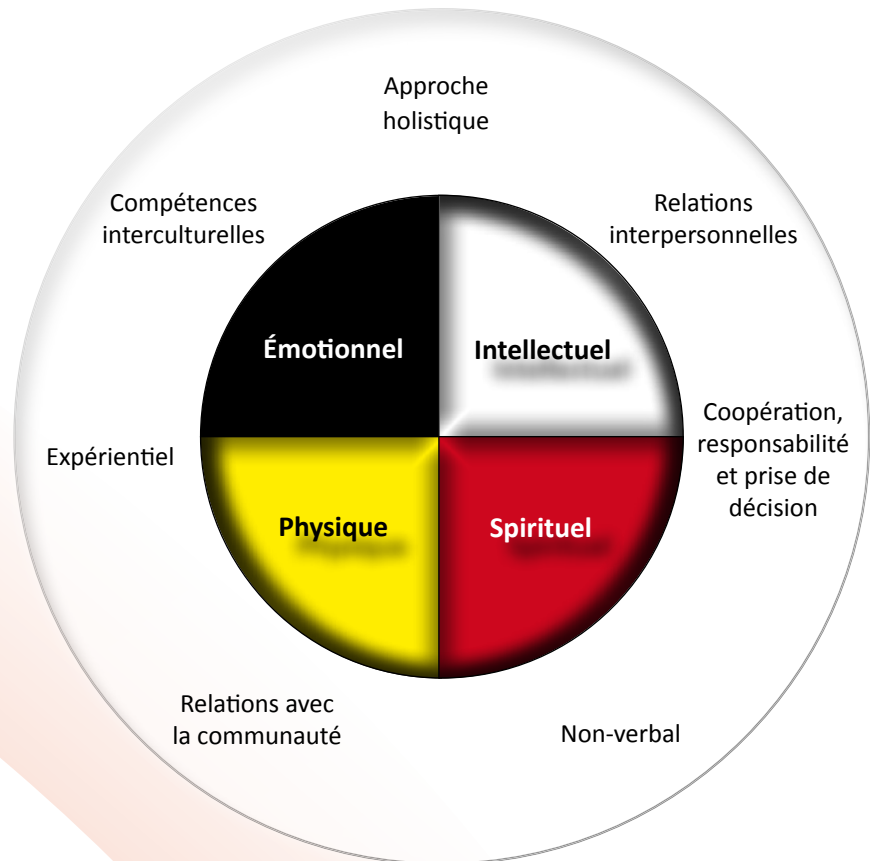 Approche
holistique
Compétences
interculturelles
Relations
interpersonnelles
Émotionnel
Intellectuel
Expérientiel
Coopération,
responsabilité
et prise de
décision
Physique
Spirituel
Relations avec
la communauté
Non-verbal